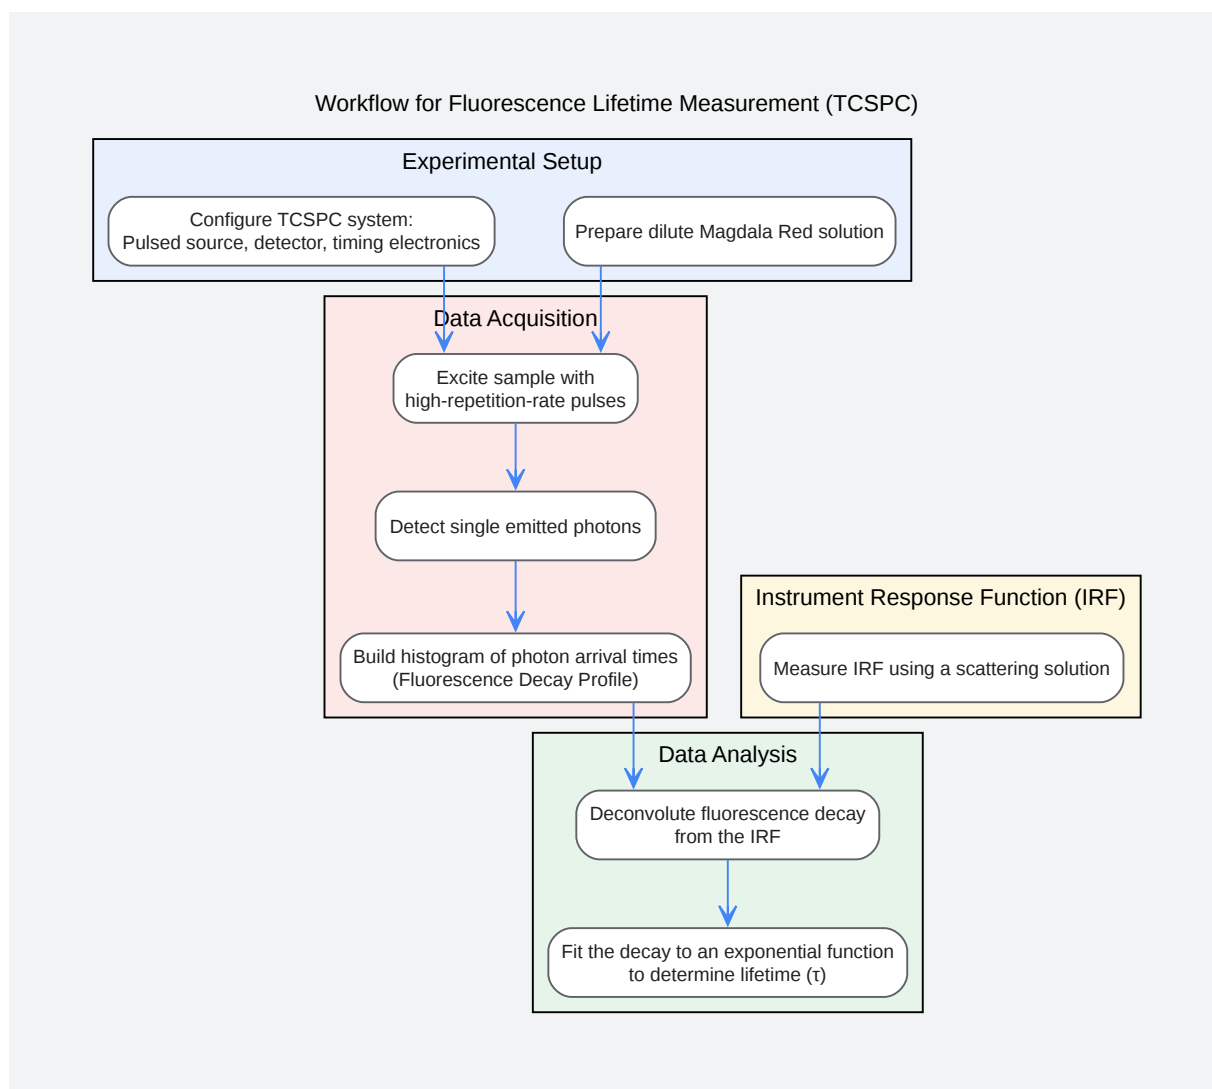 Workflow for Fluorescence Lifetime Measurement (TCSPC)
Experimental Setup
Configure TCSPC system:
Pulsed source, detector, timing electronics
Prepare dilute Magdala Red solution
Data Acquisition
Excite sample with
high-repetition-rate pulses
Detect single emitted photons
Build histogram of photon arrival times
(Fluorescence Decay Profile)
Instrument Response Function (IRF)
Measure IRF using a scattering solution
Data Analysis
Deconvolute fluorescence decay
from the IRF
Fit the decay to an exponential function
to determine lifetime (τ)